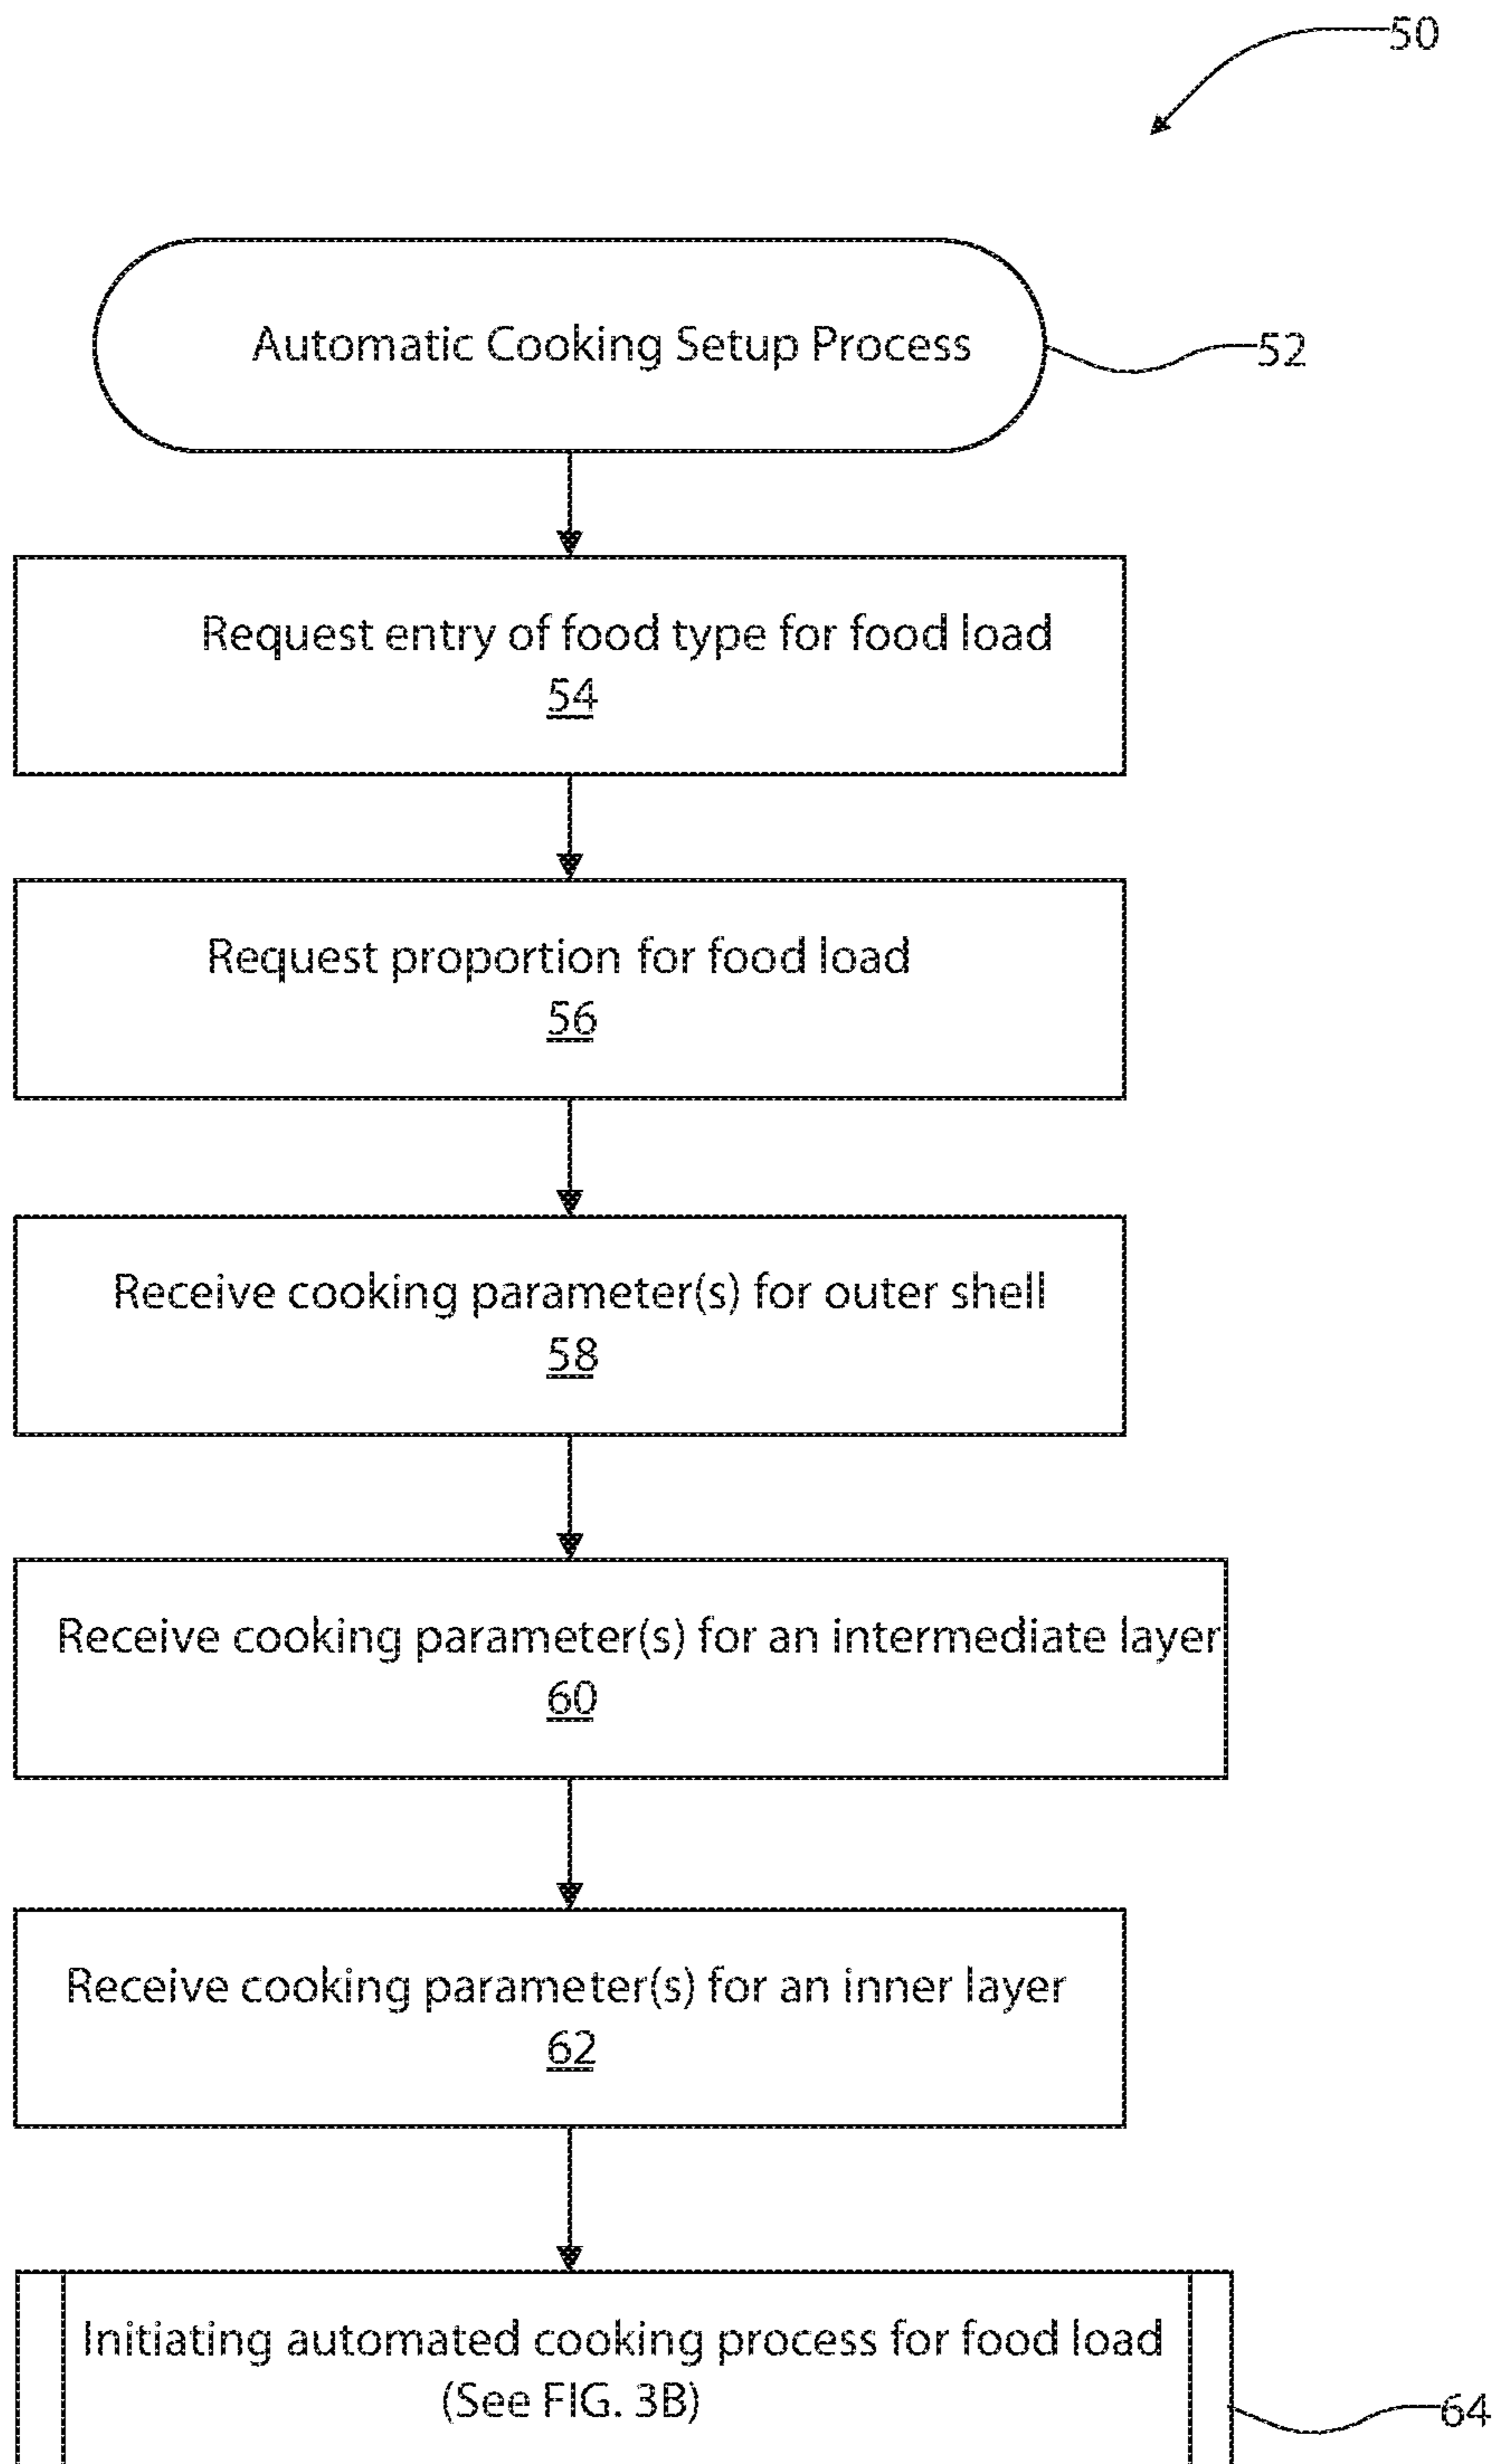 50
Automatic Cooking Setup Process
52
Request entry of food type for food load
54
Request proportion for food load
56
Receive cooking parameter(s) for outer shell
58
Receive cooking parameter(s) for an intermediate layer
60
Receive cooking parameter(s) for an inner layer
62
Initiating automated cooking process for food load
(See FIG. 3B)
64